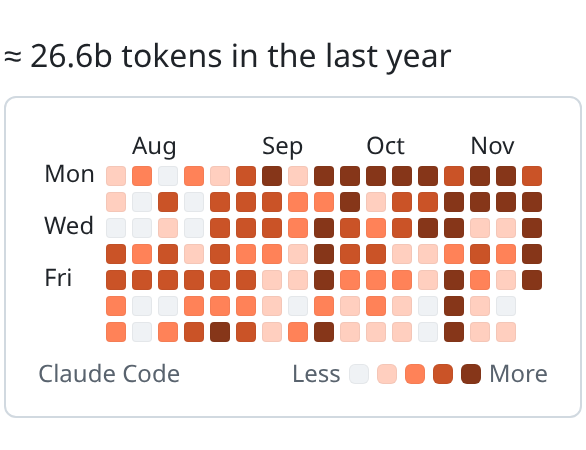 ≈ 26.6b tokens in the last year
Aug Sep Oct Nov
Mon
Wed
Fri
Claude Code Less More